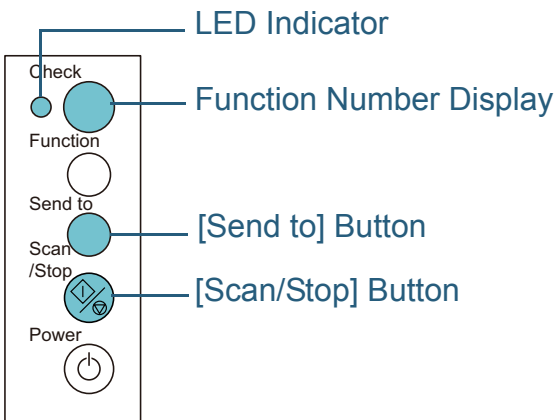 LED Indicator
Check
Function Number Display
Function
Send to
[Send to] Button
Scan
/Stop
[Scan/Stop] Button
Power